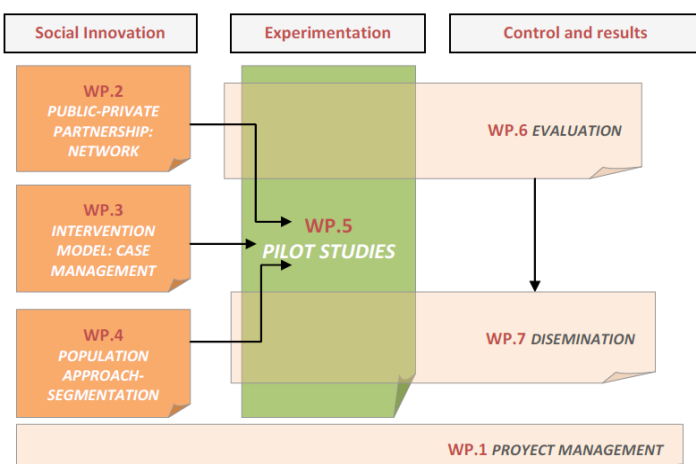 Social Innovation
Experimentation
Control and results
WP.2
PUBLIC-PRIVATE
PARTNERSHIP:
NETWORK
WP.3
INTERVENTION
MODEL: CASE
MANAGEMENT
WP.4
POPULATION
APPROACH-
SEGMENTATION
WP.5
PILOT STUDIES
WP.6 EVALUATION
WP.7 DISEMINATION
WP.1 PROYECT MANAGEMENT